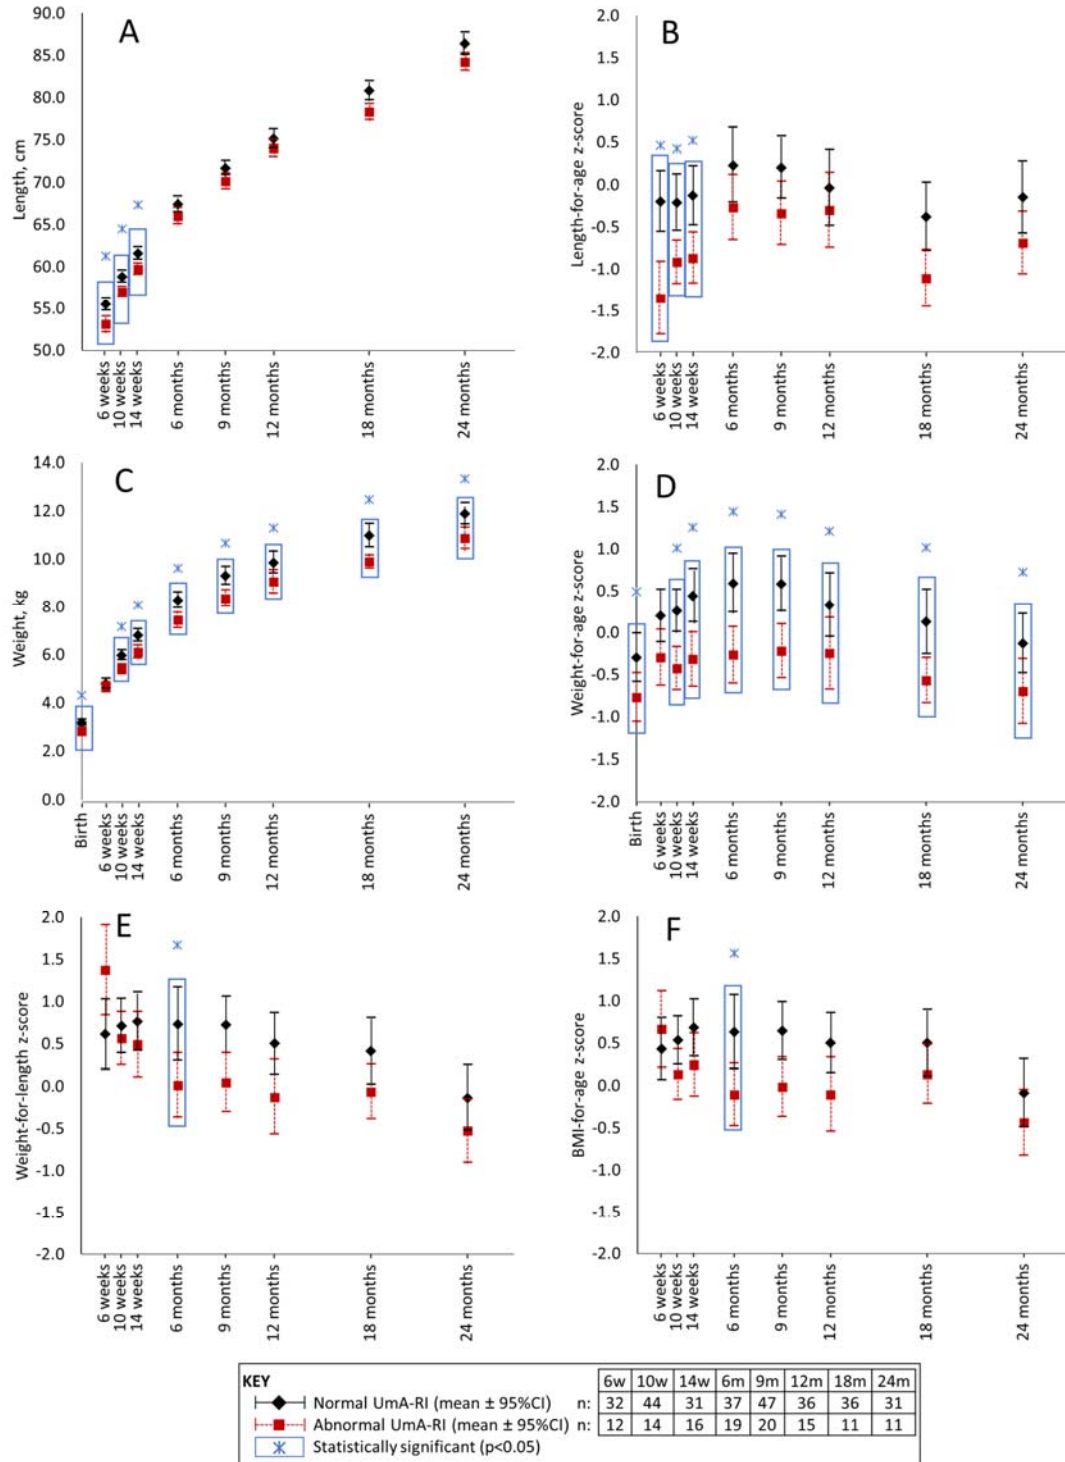 A
Length, cm
90.0
85.0
80.0
75.0
70.0
65.0
60.0
55.0
50.0
6 weeks
10 weeks
14 weeks
6 months
9 months
12 months
18 months
24 months
B
Length-for-age z-score
2.0
1.5
1.0
0.5
0.0
-0.5
-1.0
-1.5
-2.0
6 weeks
10 weeks
14 weeks
6 months
9 months
12 months
18 months
24 months
C
Weight, kg
14.0
12.0
10.0
8.0
6.0
4.0
2.0
0.0
Birth
6 weeks
10 weeks
14 weeks
6 months
9 months
12 months
18 months
24 months
D
Weight-for-age z-score
2.0
1.5
1.0
0.5
0.0
-0.5
-1.0
-1.5
-2.0
Birth
6 weeks
10 weeks
14 weeks
6 months
9 months
12 months
18 months
24 months
E
Weight-for-length z-score
2.0
1.5
1.0
0.5
0.0
-0.5
-1.0
-1.5
-2.0
6 weeks
10 weeks
14 weeks
6 months
9 months
12 months
18 months
24 months
F
BMI-for-age z-score
2.0
1.5
1.0
0.5
0.0
-0.5
-1.0
-1.5
-2.0
6 weeks
10 weeks
14 weeks
6 months
9 months
12 months
18 months
24 months
KEY 6w 10w 14w 6m 9m 12m 18m 24m
Normal UmA-RI (mean ± 95%CI) n: 32 44 31 37 47 36 36 31
Abnormal UmA-RI (mean ± 95%CI) n: 12 14 16 19 20 15 11 11
Statistically significant (p<0.05)